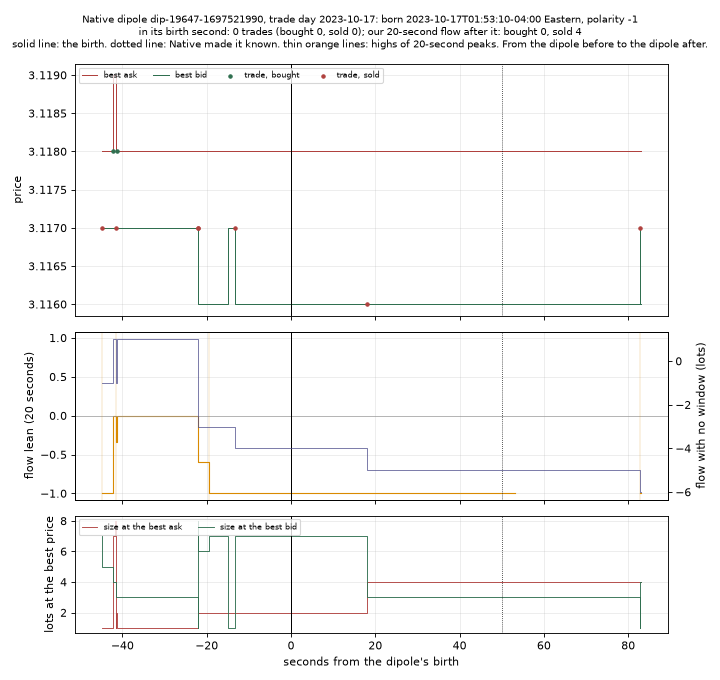 Native dipole dip-19647-1697521990, trade day 2023-10-17: born 2023-10-17T01:53:10-04:00 Eastern, polarity -1
in its birth second: 0 trades (bought 0, sold 0); our 20-second flow after it: bought 0, sold 4
solid line: the birth. dotted line: Native made it known. thin orange lines: highs of 20-second peaks. From the dipole before to the dipole after.
best ask
best bid
trade, bought
trade, sold
3.1190
3.1185
3.1180
3.1175
3.1170
3.1165
3.1160
price
1.0
0.5
0.0
−0.5
−1.0
flow lean (20 seconds)
0
−2
−4
−6
flow with no window (lots)
size at the best ask
size at the best bid
8
6
4
2
lots at the best price
−40
−20
0
20
40
60
80
seconds from the dipole's birth